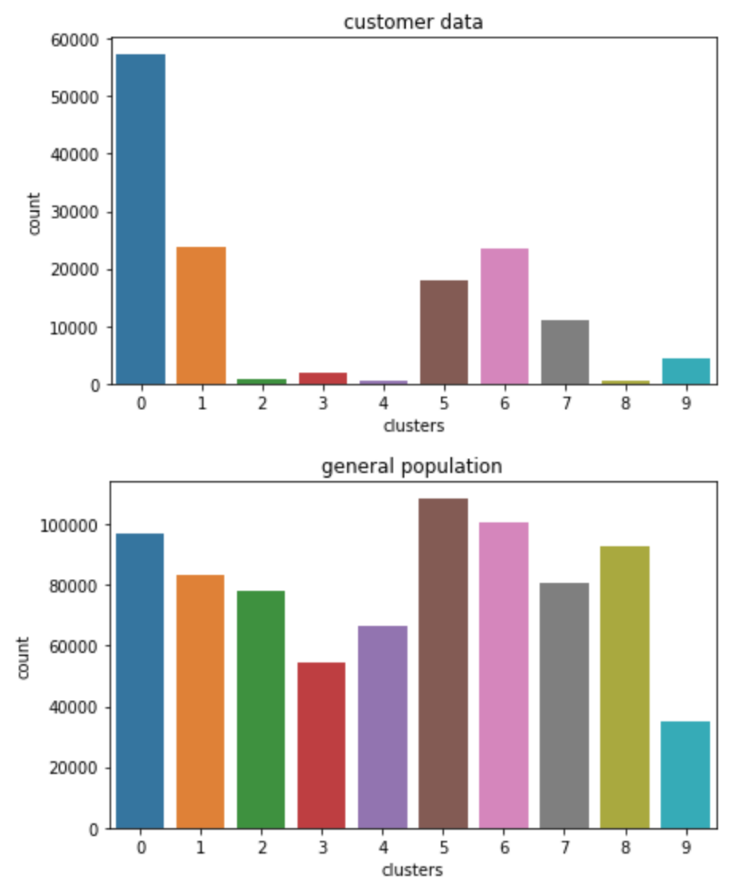 customer data
60000
50000
40000
30000
20000
10000
0
count
0 1 2 3 4 5 6 7 8 9
clusters
general population
100000
80000
60000
40000
20000
0
count
0 1 2 3 4 5 6 7 8 9
clusters